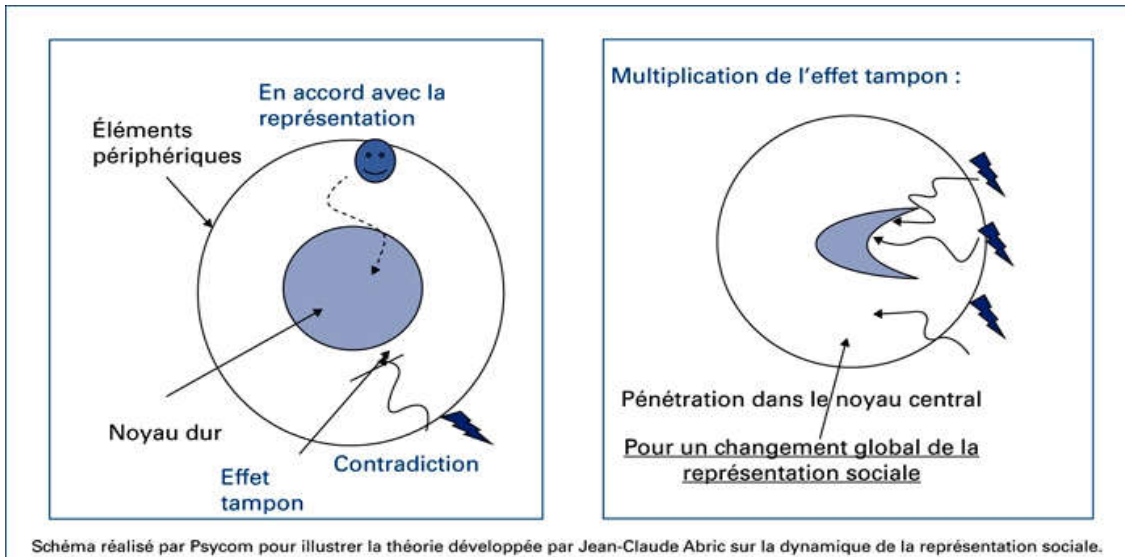 En accord avec la
représentation
Éléments
périphériques
Noyau dur
Effet
tampon
Contradiction
Multiplication de l'effet tampon :
Pénétration dans le noyau central
Pour un changement global de la
représentation sociale
Schéma réalisé par Psycom pour illustrer la théorie développée par Jean-Claude Abric sur la dynamique de la représentation sociale.